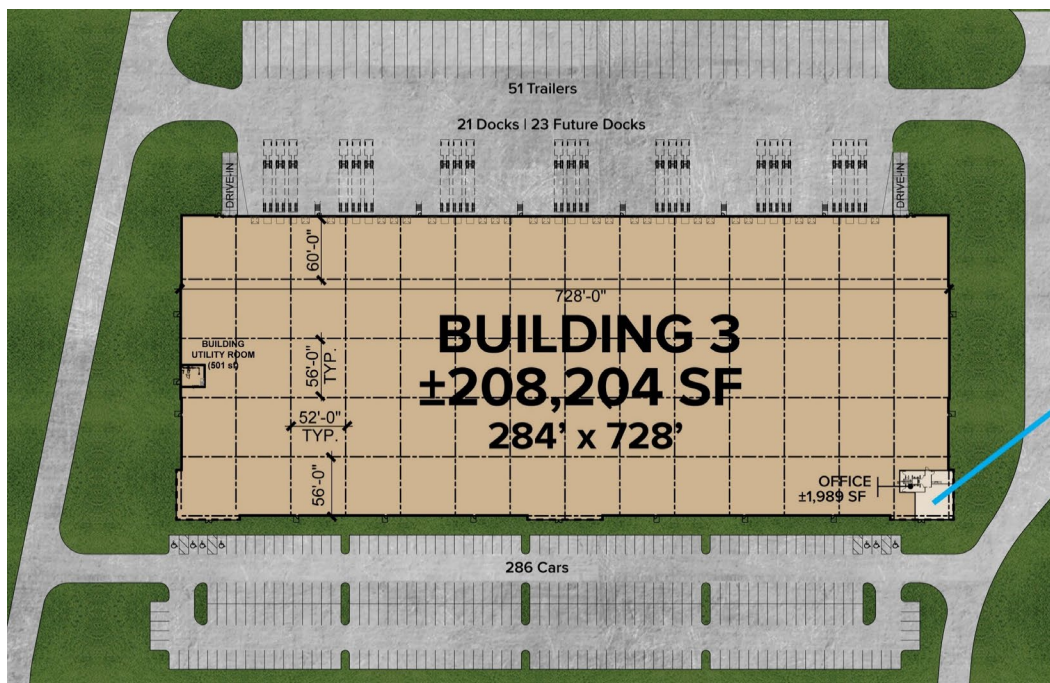 51 Trailers
21 Docks | 23 Future Docks
DRIVE-IN
DRIVE-IN
60'-0"
728'-0"
BUILDING 3
±208,204 SF
284' x 728'
BUILDING
UTILITY ROOM
(501 sf)
56'-0"
TYP.
52'-0"
TYP.
56'-0"
OFFICE
±1,989 SF
286 Cars